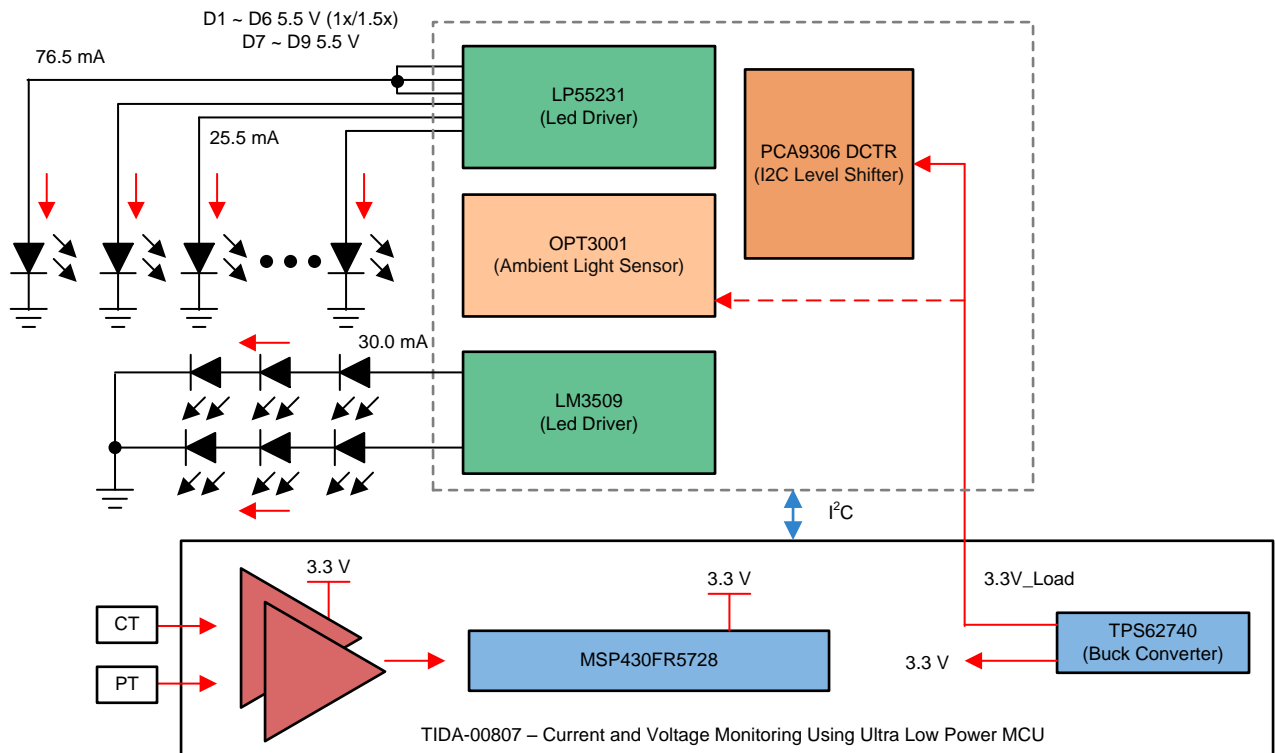 D1 ~ D6 5.5 V (1x/1.5x)
D7 ~ D9 5.5 V
76.5 mA
25.5 mA
LP55231
(Led Driver)
PCA9306 DCTR
(I2C Level Shifter)
OPT3001
(Ambient Light Sensor)
30.0 mA
LM3509
(Led Driver)
I²C
3.3 V
3.3 V
3.3V_Load
CT
PT
MSP430FR5728
3.3 V
TPS62740
(Buck Converter)
TIDA-00807 – Current and Voltage Monitoring Using Ultra Low Power MCU